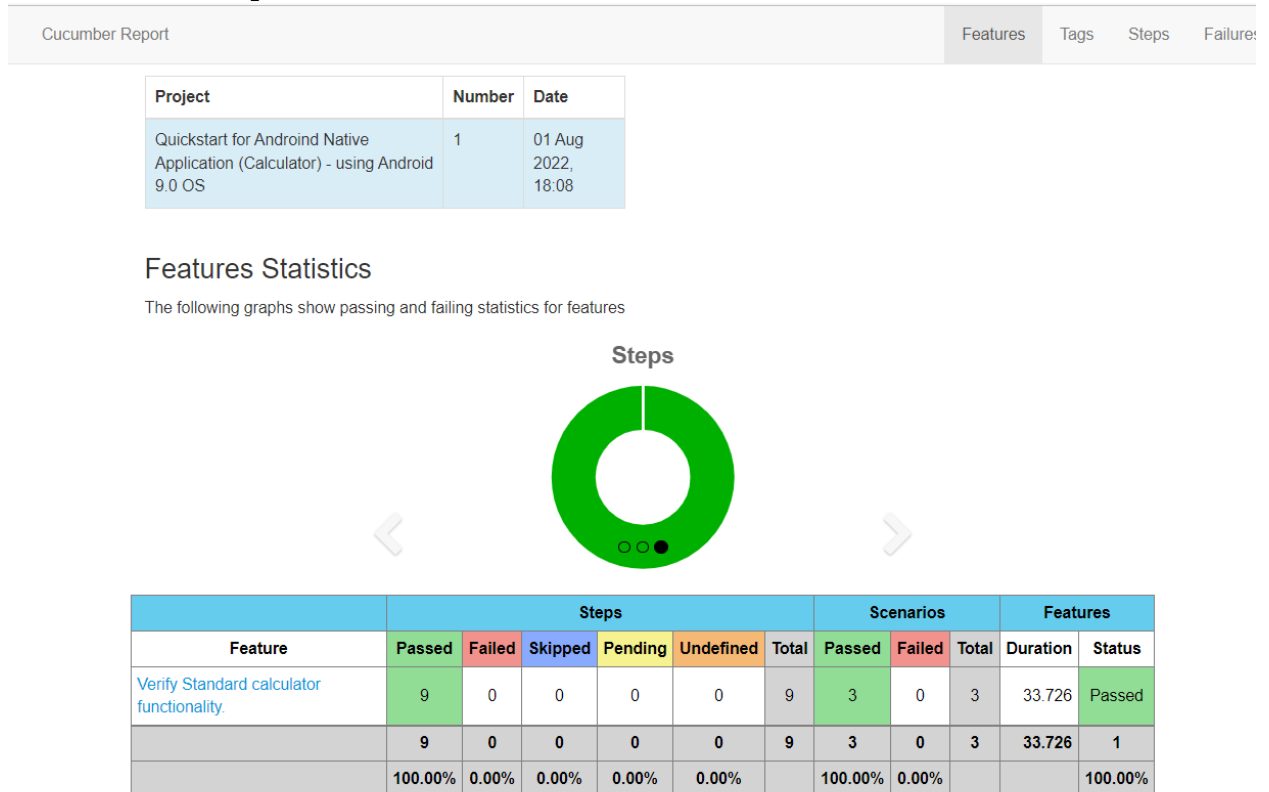 Cucumber Report Features Tags Steps Failures
Project Number Date
Quickstart for Androind Native 1 01 Aug
Application (Calculator) - using Android 2022,
9.0 OS 18:08
Features Statistics
The following graphs show passing and failing statistics for features
Steps
Steps Scenarios Features
Feature Passed Failed Skipped Pending Undefined Total Passed Failed Total Duration Status
Verify Standard calculator
functionality. 9 0 0 0 0 9 3 0 3 33.726 Passed
9 0 0 0 0 9 3 0 3 33.726 1
100.00% 0.00% 0.00% 0.00% 0.00% 100.00% 0.00% 100.00%